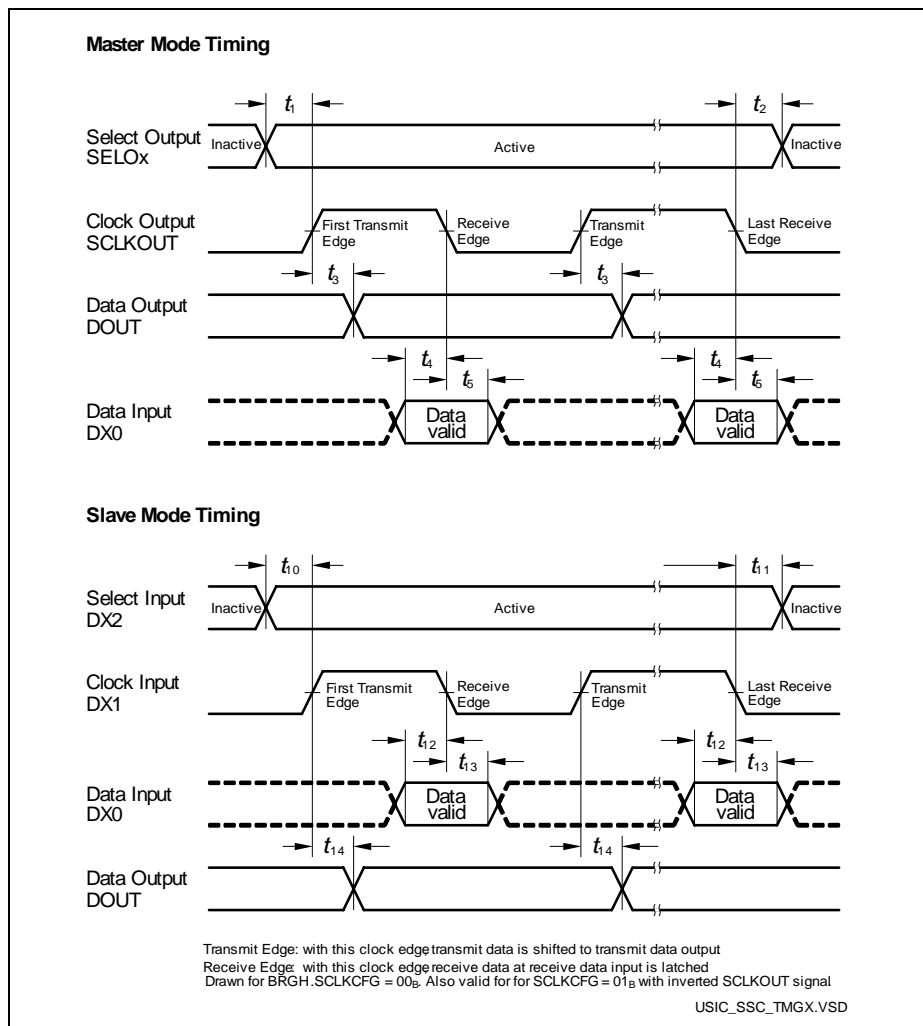 Master Mode Timing
t1
t2
Select Output
SELOx
Inactive
Active
Inactive
Clock Output
SCLKOUT
First Transmit
Edge
Receive
Edge
Transmit
Edge
Last Receive
Edge
t3
t3
Data Output
DOUT
t4
t5
t4
t5
Data Input
DX0
Data
valid
Data
valid
Slave Mode Timing
t10
t11
Select Input
DX2
Inactive
Active
Inactive
Clock Input
DX1
First Transmit
Edge
Receive
Edge
Transmit
Edge
Last Receive
Edge
t12
t13
t12
t13
Data Input
DX0
Data
valid
Data
valid
t14
t14
Data Output
DOUT
Transmit Edge: with this clock edge, transmit data is shifted to transmit data output
Receive Edge: with this clock edge, receive data at receive data input is latched
Drawn for BRGH.SCLKCFG = 00B. Also valid for for SCLKCFG = 01B with inverted SCLKOUT signal.
USIC_SSC_TMGX.VSD